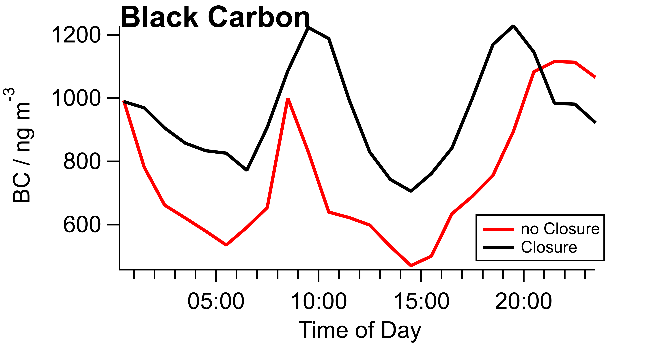 Black Carbon
1200
1000
800
600
BC / ng m⁻³
no Closure
Closure
05:00 10:00 15:00 20:00
Time of Day